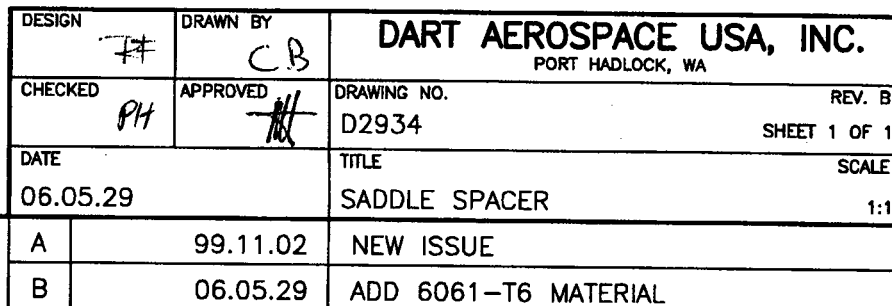 DESIGN DRAWN BY DART AEROSPACE USA, INC.
CB PORT HADLOCK, WA
CHECKED APPROVED DRAWING NO. REV. B
PH D2934 SHEET 1 OF 1
DATE TITLE SCALE
06.05.29 SADDLE SPACER 1:1
A 99.11.02 NEW ISSUE
B 06.05.29 ADD 6061-T6 MATERIAL